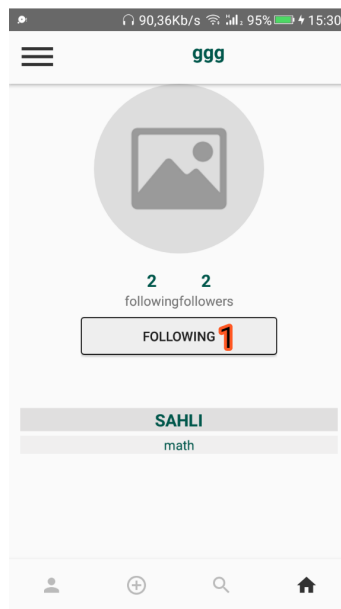 90,36Kb/s 95% 15:30
ggg
2 2
followingfollowers
FOLLOWING 1
SAHLI
math